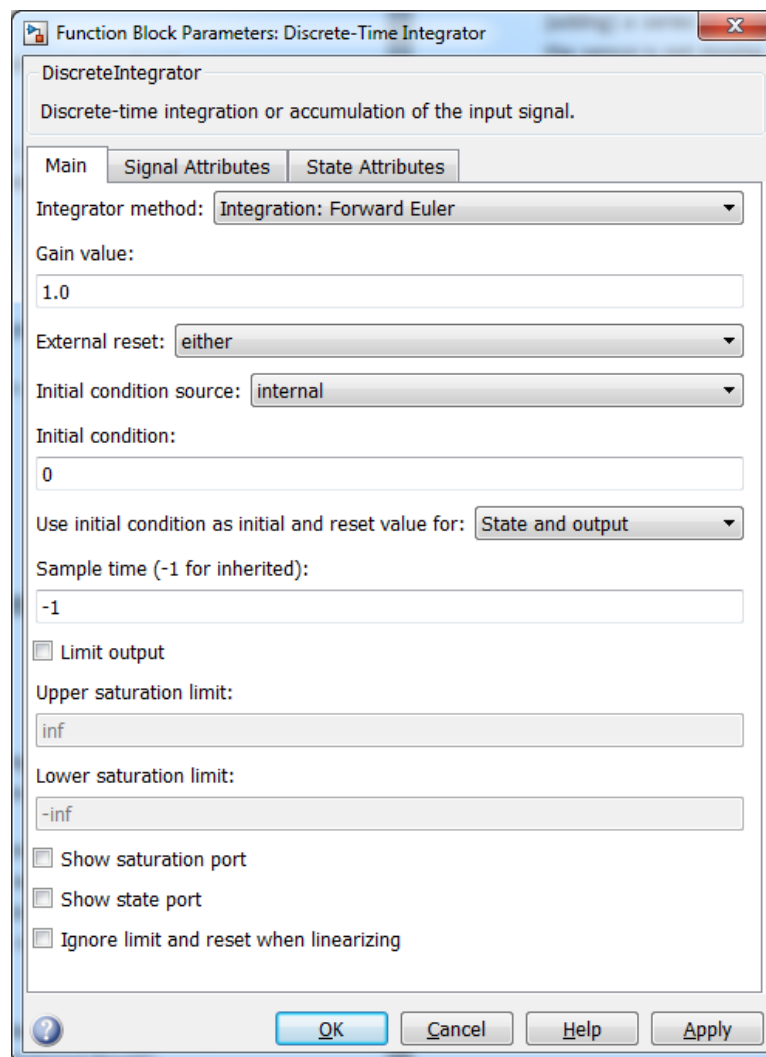 Function Block Parameters: Discrete-Time Integrator
DiscreteIntegrator
Discrete-time integration or accumulation of the input signal.
Main Signal Attributes State Attributes
Integrator method: Integration: Forward Euler
Gain value:
1.0
External reset: either
Initial condition source: internal
Initial condition:
0
Use initial condition as initial and reset value for: State and output
Sample time (-1 for inherited):
-1
Limit output
Upper saturation limit:
inf
Lower saturation limit:
-inf
Show saturation port
Show state port
Ignore limit and reset when linearizing
? OK Cancel Help Apply